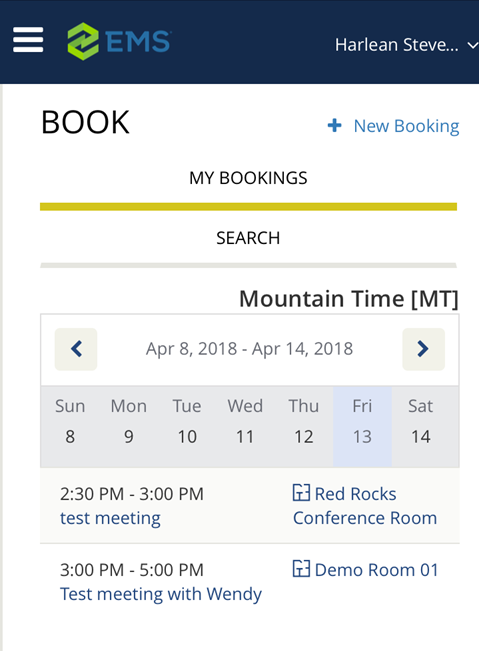 EMS
Harlean Steve...
BOOK
+ New Booking
MY BOOKINGS
SEARCH
Mountain Time [MT]
Apr 8, 2018 - Apr 14, 2018
Sun Mon Tue Wed Thu Fri Sat
8 9 10 11 12 13 14
2:30 PM - 3:00 PM Red Rocks
test meeting Conference Room
3:00 PM - 5:00 PM Demo Room 01
Test meeting with Wendy